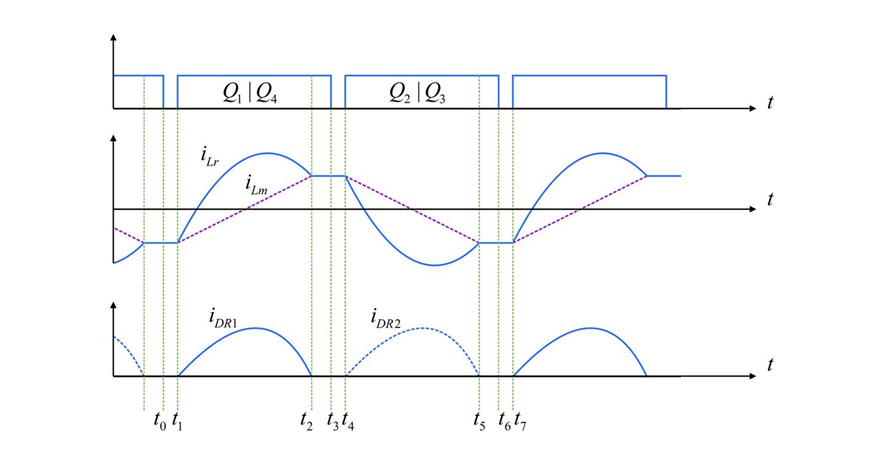 Q1 | Q4
Q2 | Q3
t
iLr
iLm
t
iDR1
iDR2
t
t0 t1 t2 t3 t4 t5 t6 t7